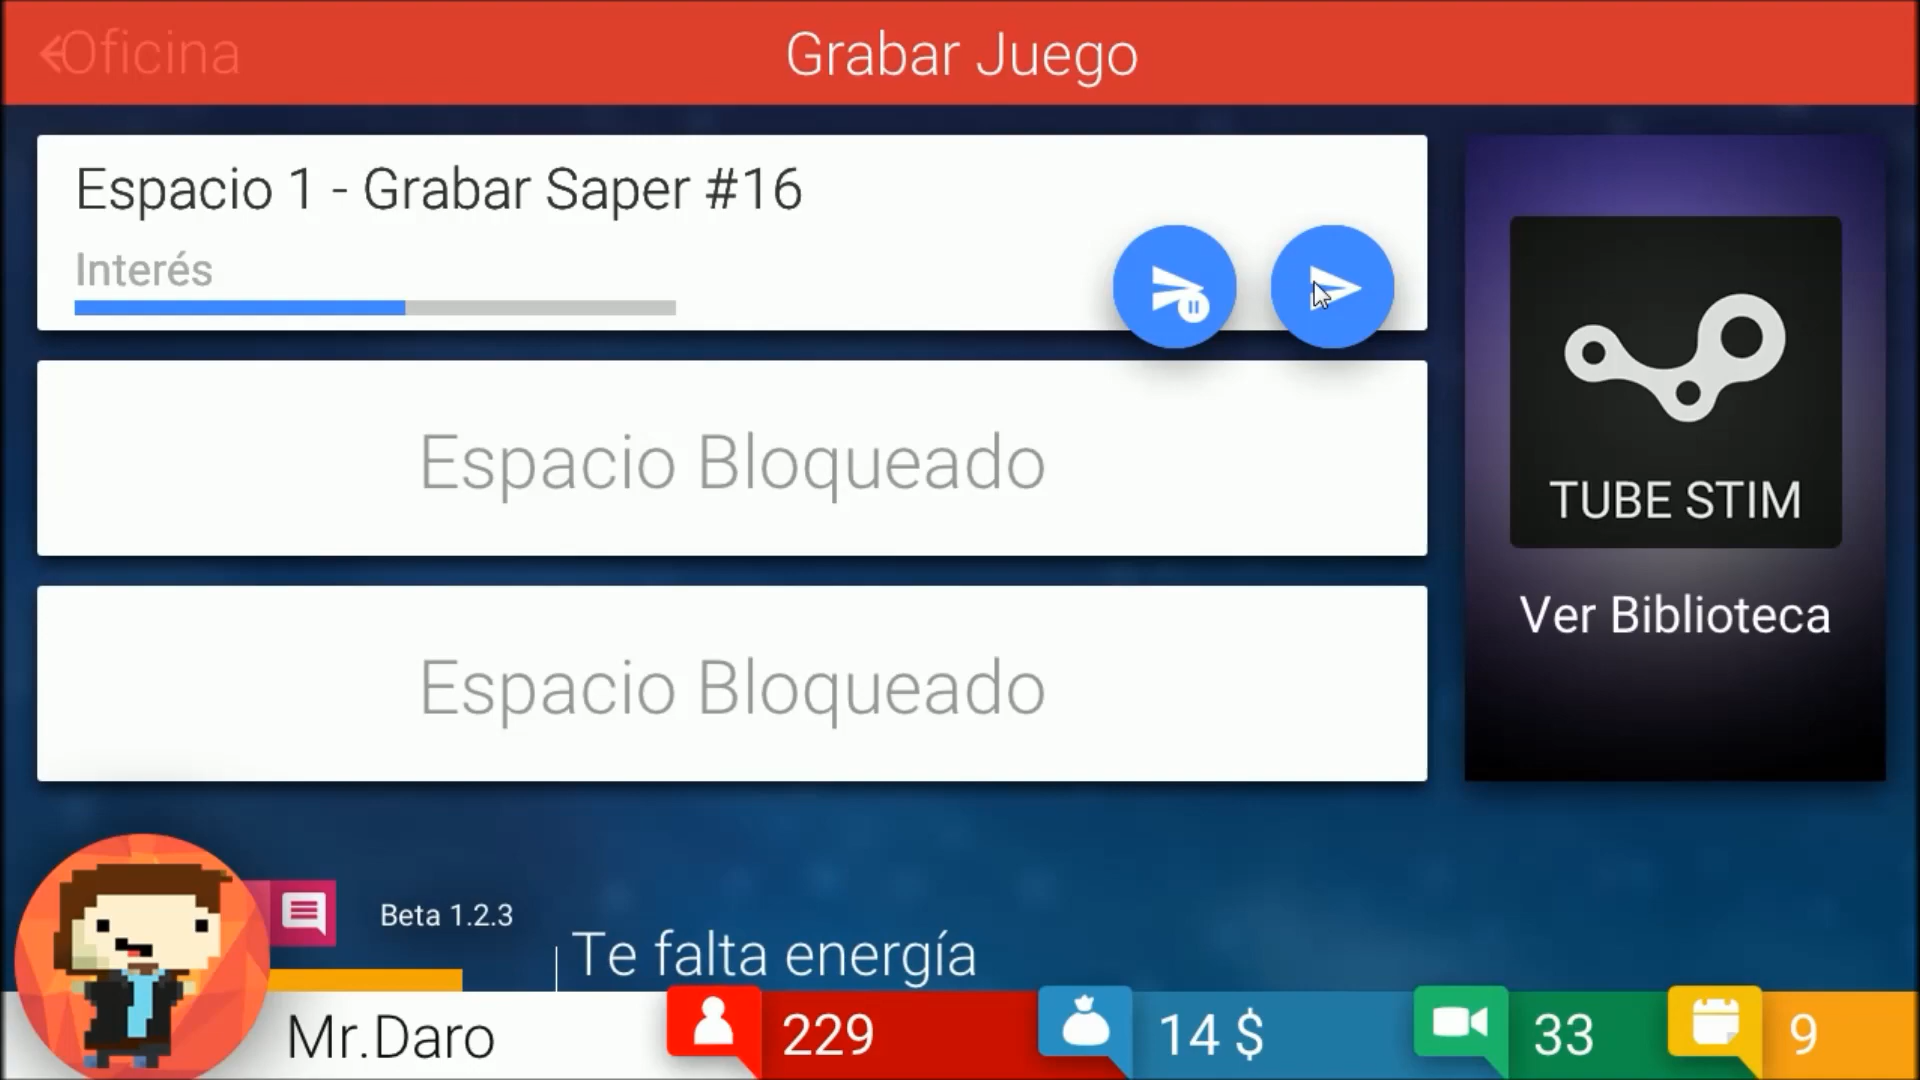 Oficina
Grabar Juego
Espacio 1 - Grabar Saper #16
Interés
Espacio Bloqueado
Espacio Bloqueado
TUBE STIM
Ver Biblioteca
Beta 1.2.3
Te falta energía
Mr.Daro
229
14 $
33
9